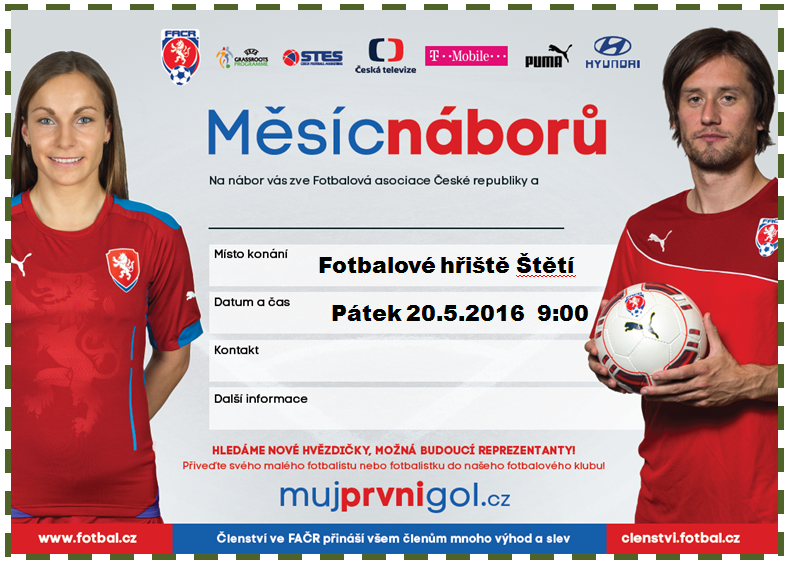 FAČR
UEFA
GRASSROOTS
PROGRAMME
STES
Česká televize
T··Mobile··
PUMA
HYUNDAI
Měsícnáborů
Na nábor vás zve Fotbalová asociace České republiky a
Místo konání
Fotbalové hřiště Štětí
Datum a čas
Pátek 20.5.2016 9:00
Kontakt
Další informace
HLEDÁME NOVÉ HVĚZDIČKY, MOŽNÁ BUDOUCÍ REPREZENTANTY!
Přiveďte svého malého fotbalistu nebo fotbalistku do našeho fotbalového klubu!
mujprvnigol.cz
www.fotbal.cz
Členství ve FAČR přináší všem členům mnoho výhod a slev
clenstvi.fotbal.cz